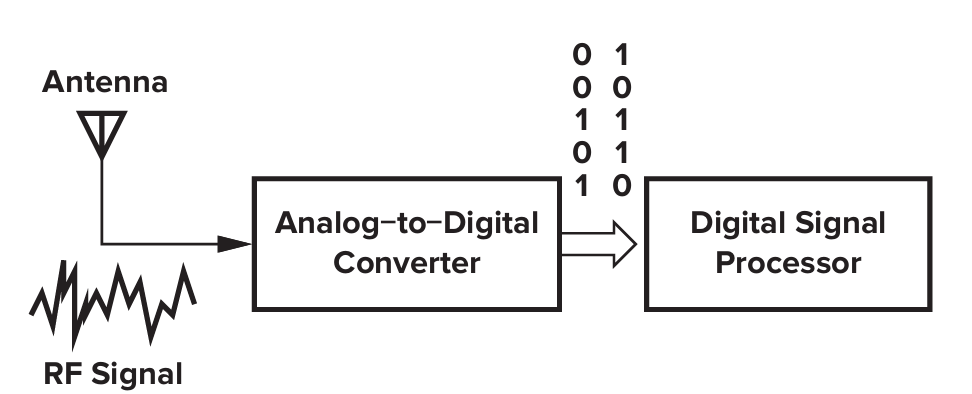 Antenna
RF Signal
Analog–to–Digital
Converter
0 1
0 0
1 1
0 1
1 0
Digital Signal
Processor